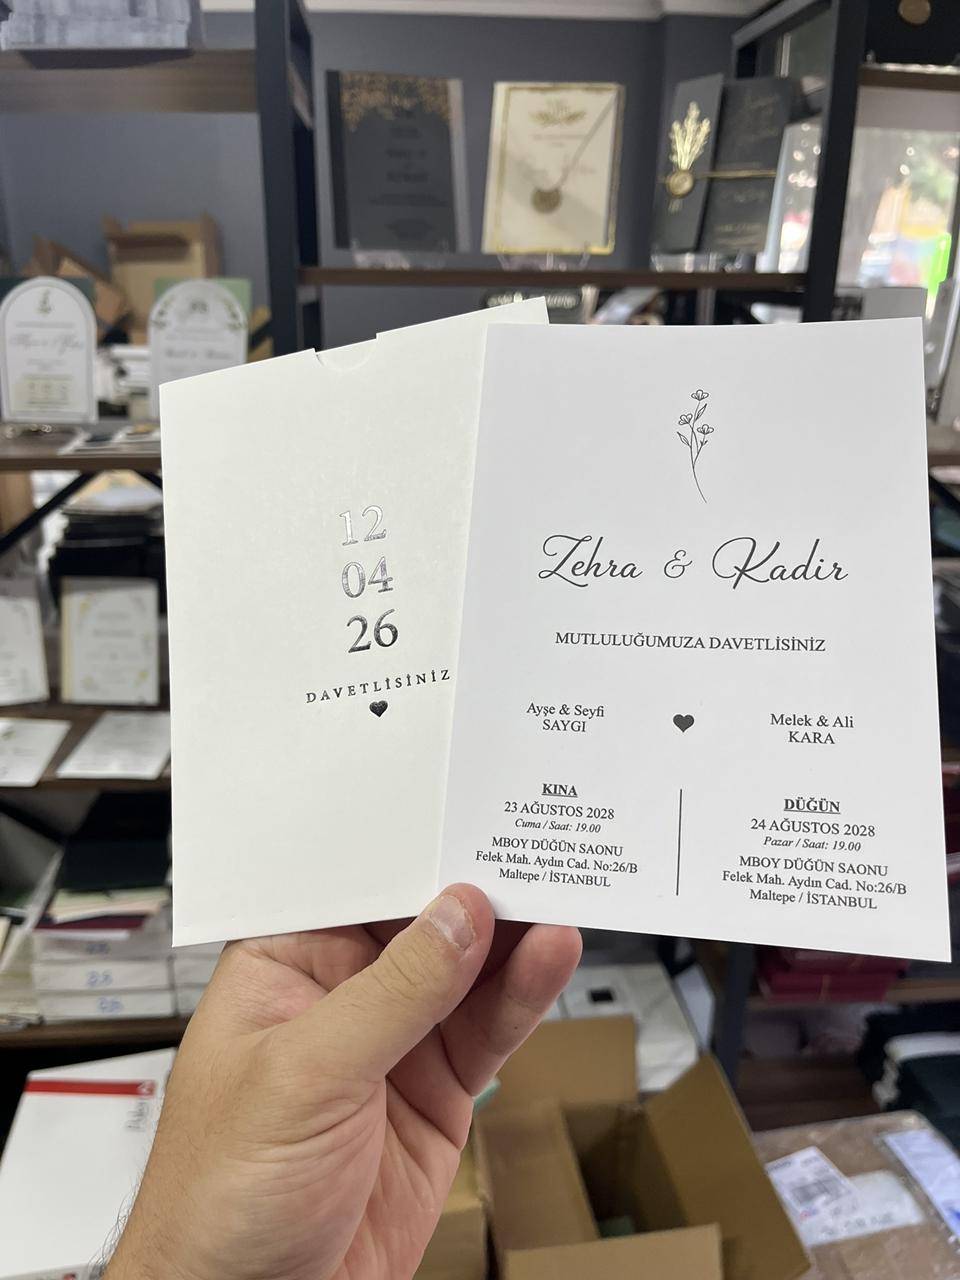 12
04
26
DAVETLİSİNİZ
Zehra & Kadir
MUTLULUĞUMUZA DAVETLİSİNİZ
Ayşe & Seyfi
SAYGI
Melek & Ali
KARA
KINA
23 AĞUSTOS 2028
Cuma / Saat: 19.00
MBOY DÜĞÜN SAONU
Felek Mah. Aydın Cad. No:26/B
Maltepe / İSTANBUL
DÜĞÜN
24 AĞUSTOS 2028
Pazar / Saat: 19.00
MBOY DÜĞÜN SAONU
Felek Mah. Aydın Cad. No:26/B
Maltepe / İSTANBUL